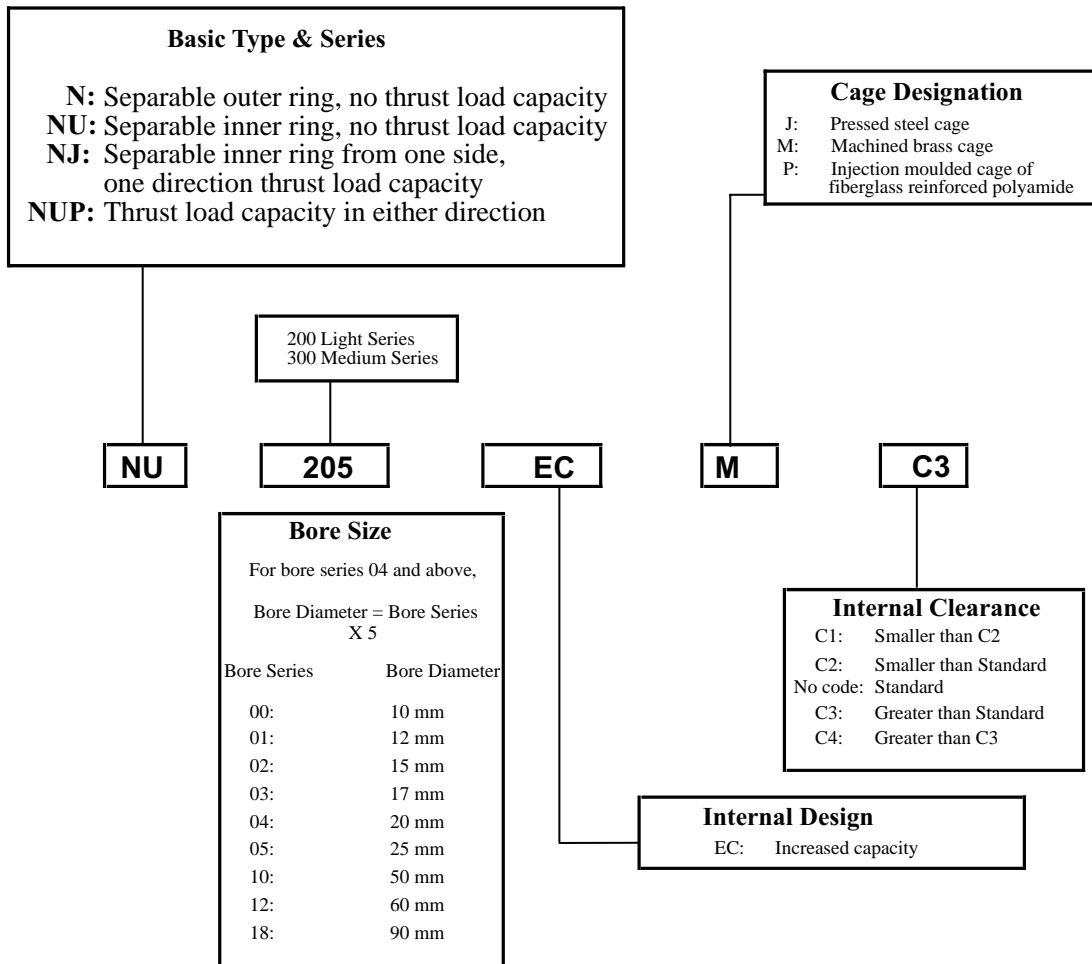 Basic Type & Series
N: Separable outer ring, no thrust load capacity
NU: Separable inner ring, no thrust load capacity
NJ: Separable inner ring from one side,
one direction thrust load capacity
NUP: Thrust load capacity in either direction
Cage Designation
J: Pressed steel cage
M: Machined brass cage
P: Injection moulded cage of
fiberglass reinforced polyamide
200 Light Series
300 Medium Series
NU 205 EC M C3
Bore Size
For bore series 04 and above,
Bore Diameter = Bore Series
X 5
Bore Series Bore Diameter
00: 10 mm
01: 12 mm
02: 15 mm
03: 17 mm
04: 20 mm
05: 25 mm
10: 50 mm
12: 60 mm
18: 90 mm
Internal Clearance
C1: Smaller than C2
C2: Smaller than Standard
No code: Standard
C3: Greater than Standard
C4: Greater than C3
Internal Design
EC: Increased capacity